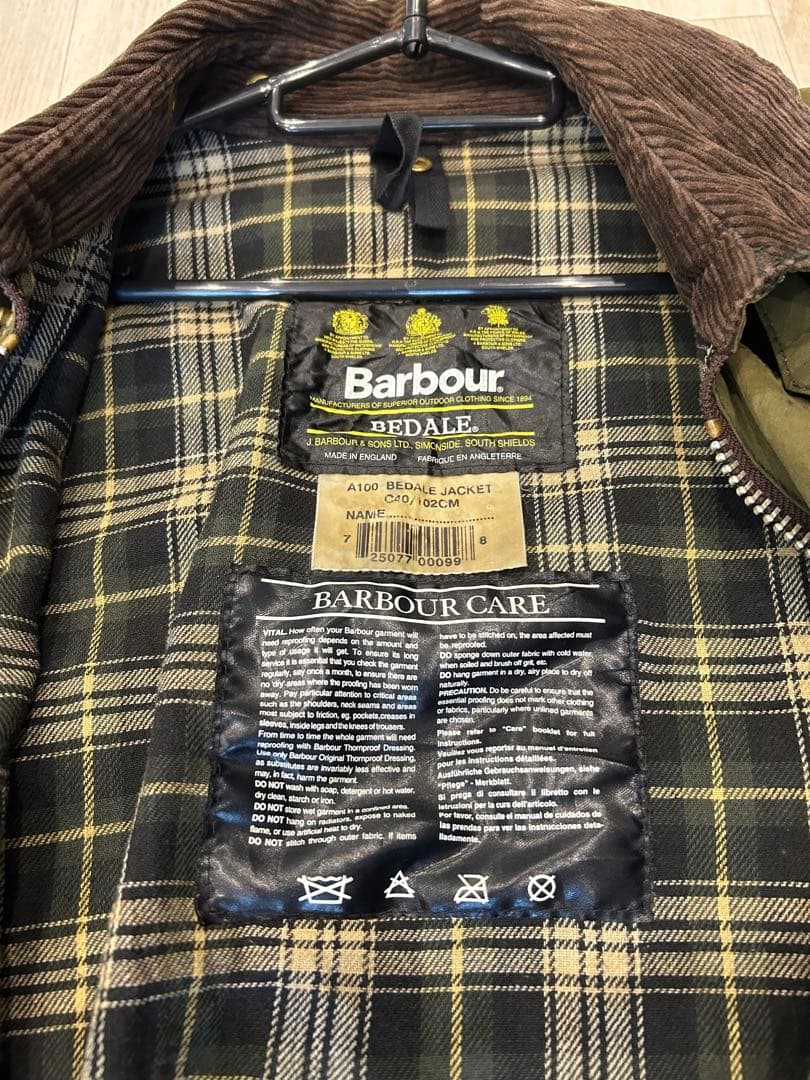 Barbour®
MANUFACTURERS OF SUPERIOR OUTDOOR CLOTHING SINCE 1894
BEDALE®
J. BARBOUR & SONS LTD., SIMONSIDE, SOUTH SHIELDS
MADE IN ENGLAND FABRIQUE EN ANGLETERRE
A100 BEDALE JACKET
C40/102CM
NAME
7 25077 00099 8
BARBOUR CARE
VITAL. How often your Barbour garment will
need reproofing depends on the amount and
type of usage it will get. To ensure its long
service it is essential that you check the garment
regularly, say once a month, to ensure there are
no 'dry' areas where the proofing has been worn
away. Pay particular attention to critical areas
such as the shoulders, neck seams and areas
most subject to friction, eg. pockets, creases in
sleeves, inside legs and the knees of trousers.
From time to time the whole garment will need
reproofing with Barbour Thornproof Dressing.
Use only Barbour Original Thornproof Dressing,
as substitutes are invariably less effective and
may, in fact, harm the garment.
DO NOT wash with soap, detergent or hot water,
dry clean, starch or iron.
DO NOT store wet garment in a confined area.
DO NOT hang on radiators, expose to naked
flame, or use artificial heat to dry.
DO NOT stitch through outer fabric. If items
have to be stitched on, the area affected must
be reproofed.
DO sponge down outer fabric with cold water,
when soiled and brush off grit, etc.
DO hang garment in a dry, airy place to dry off
naturally.
PRECAUTION. Do be careful to ensure that the
essential proofing does not mark other clothing
or fabrics, particularly where unlined garments
are chosen.
Please refer to "Care" booklet for full
Instructions.
Veuillez vous reporter au manuel d'entretien
pour les instructions détaillées.
Ausführliche Gebrauchsanweisungen, siehe
"Pflege"- Merkblatt.
Si prega di consultare il libretto con le
istruzioni per la cura dell'articolo.
Por favor, consulte el manual de cuidados de
las prendas para ver las instrucciones deta-
lladamente.